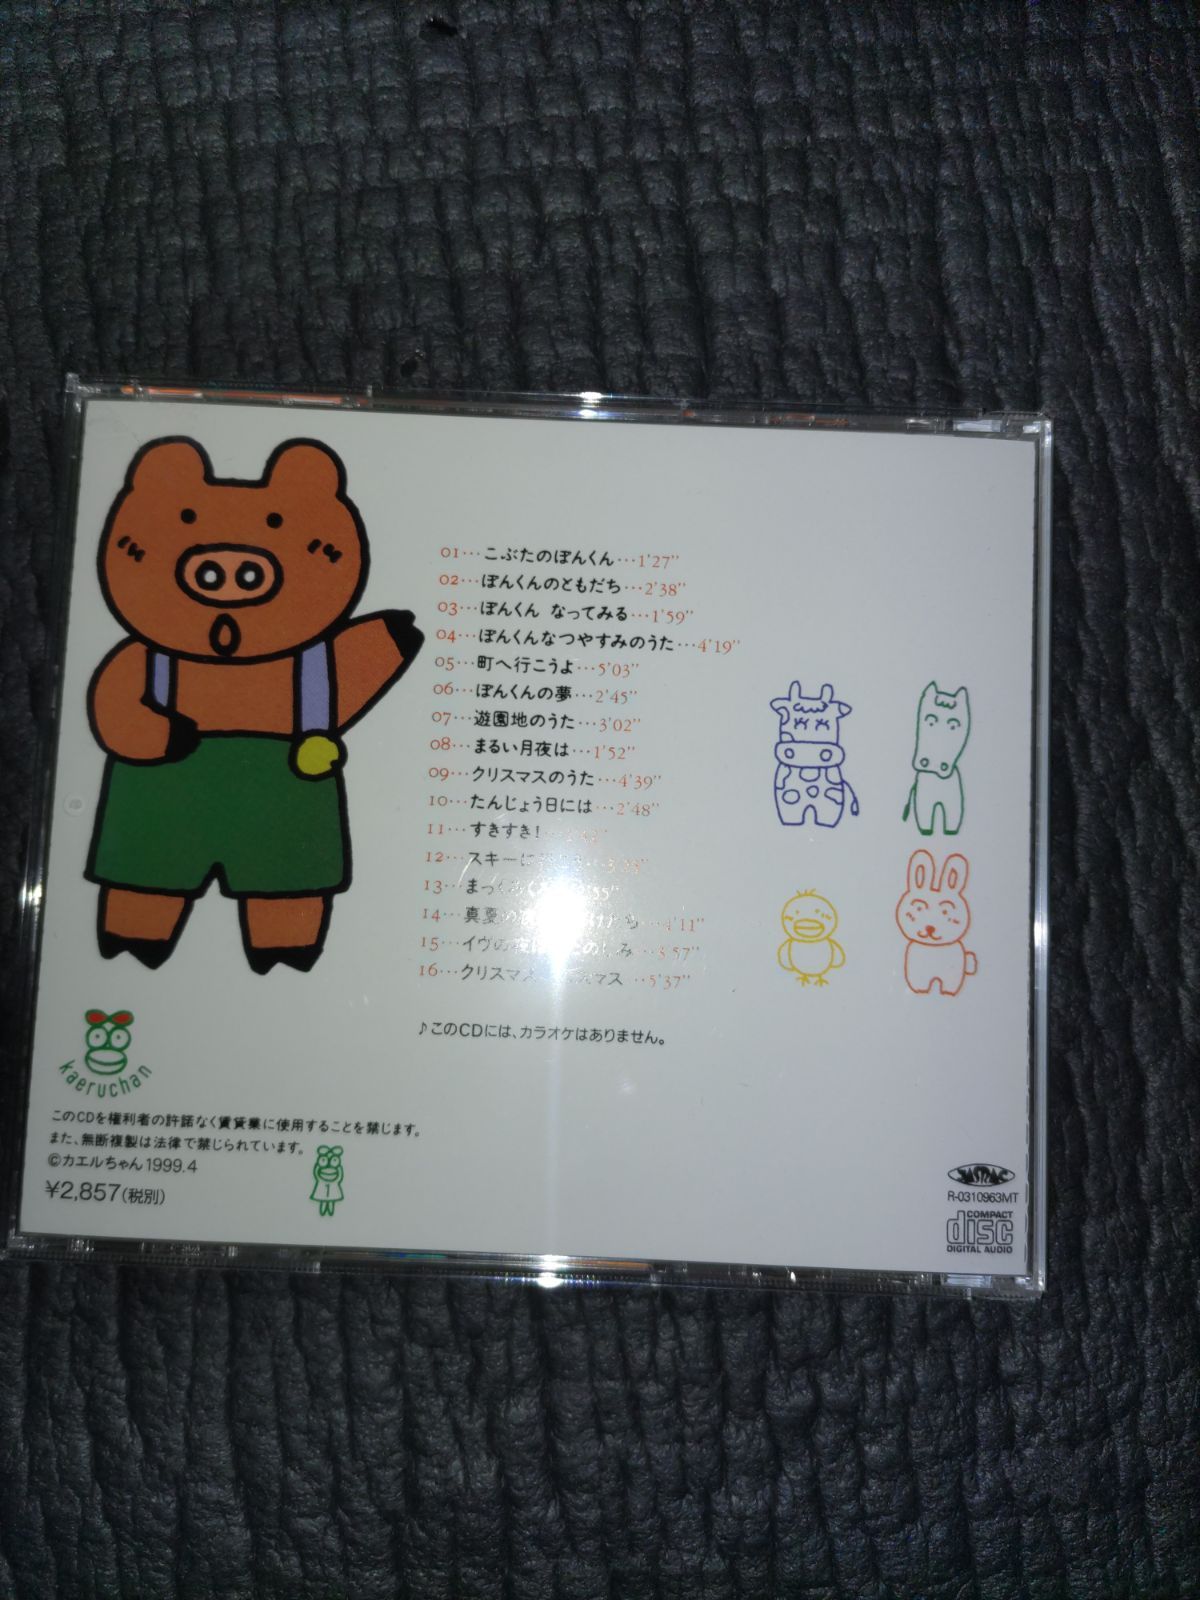 01…こぶたのぽんくん…1'27"
02…ぽんくんのともだち…2'38"
03…ぽんくん なってみる…1'59"
04…ぽんくんなつやすみのうた…4'19"
05…町へ行こうよ…5'03"
06…ぽんくんの夢…2'45"
07…遊園地のうた…3'02"
08…まるい月夜は…1'52"
09…クリスマスのうた…4'39"
10…たんじょう日には…2'48"
11…すきすき!…
12…スキーに
13…まっ
14…真夏の…4'11"
15…イヴの…3'57"
16…クリスマス…5'37"
♪このCDには、カラオケはありません。
kaeruchan
このCDを権利者の許諾なく賃貸業に使用することを禁じます。
また、無断複製は法律で禁じられています。
©カエルちゃん1999.4
¥2,857(税別)
JASRAC
R-0310963MT
COMPACT
disc
DIGITAL AUDIO